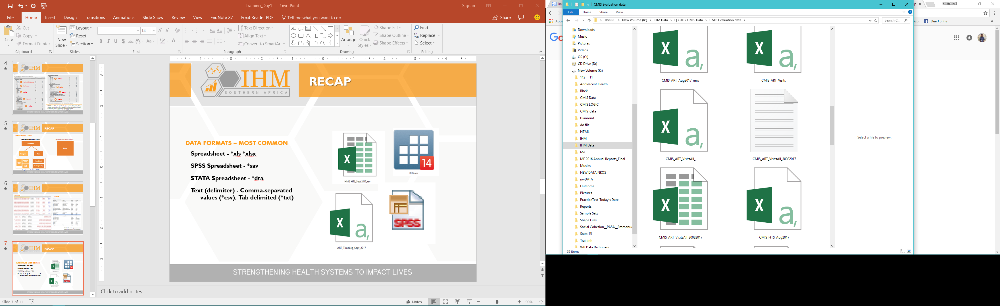 Training_Day1 - PowerPoint
Sign in
File
Home
Insert
Design
Transitions
Animations
Slide Show
Review
View
EndNote X7
Foxit Reader PDF
Tell me what you want to do
Share
Paste
Cut
Copy
Format Painter
Clipboard
New Slide
Layout
Reset
Section
Slides
14
Font
Text Direction
Align Text
Convert to SmartArt
Paragraph
Arrange
Quick Styles
Shape Fill
Shape Outline
Shape Effects
Drawing
Find
Replace
Select
Editing
4
IHM
5
IHM
RECAP
Numbers
String
6
IHM
7
IHM
RECAP
IHM
SOUTHERN AFRICA
RECAP
DATA FORMATS – MOST COMMON
Spreadsheet - *xls *xlsx
SPSS Spreadsheet - *sav
STATA Spreadsheet - *dta
Text (delimiter) - Comma-separated
values (*csv), Tab delimited (*txt)
HMIS HTS_Sept 2017_rev
14
DHS_wm
ART_TimeLeg_Sept_2017
SPSS
STRENGTHENING HEALTH SYSTEMS TO IMPACT LIVES
Click to add notes
Slide 7 of 11
Notes
90%
CMIS Evaluation data
File
Home
Share
View
This PC > New Volume (K:) > IHM Data > Q3 2017 CMIS Data > CMIS Evaluation data >
Search C...
Downloads
Music
Pictures
Videos
OS (C:)
CD Drive (D:)
New Volume (K:)
112__11
Adolescent Health
Bheki
CMIS Data
CMIS LOGIC
CMIS_data
Diamond
do file
HTML
IHM
IHM Data
Me
ME 2016 Annual Reports_Final
Musics
NEW DATA NKOS
nwDATA
Outcome
Pictures
PracticeTest-Today's Date
Reports
Sample Sets
Shape Files
Social Cohesion__PASA__Emmanue
Stata 15
Traininh
WB Data Dictionary
29 items
CMIS_ART_Aug2017_new
CMIS_ART_Visits_
CMIS_ART_VisitsAll_
CMIS_ART_VisitsAll_30082017
CMIS_ART_VisitsAll_30082017
CMIS_HTS_Aug2017
Select a file to preview.
Emmanuel
Apps
Dee J Shhy
Go